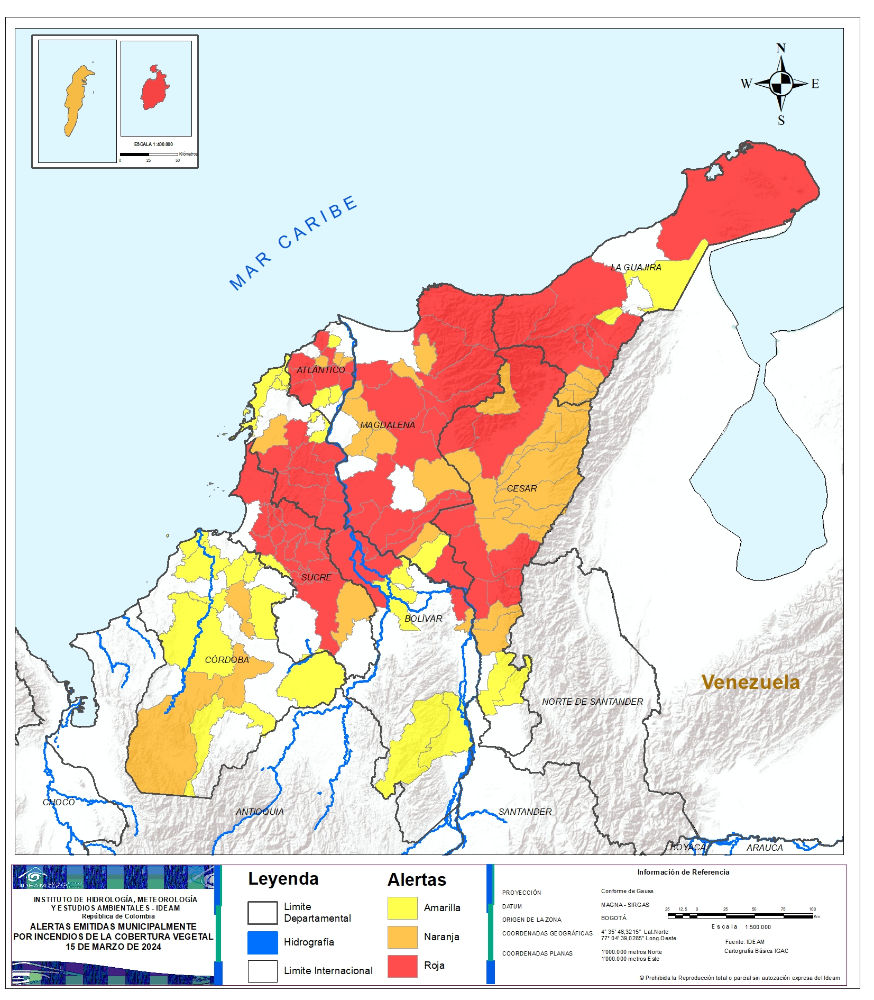 ESCALA 1:400.000
Kilómetros
0 25 50
N
W E
S
MAR CARIBE
LA GUAJIRA
ATLÁNTICO
MAGDALENA
CESAR
SUCRE
BOLÍVAR
CÓRDOBA
Venezuela
NORTE DE SANTANDER
CHOCO
ANTIOQUIA
SANTANDER
BOYACA
ARAUCA
IDEAM
INSTITUTO DE HIDROLOGÍA, METEOROLOGÍA
Y ESTUDIOS AMBIENTALES - IDEAM
República de Colombia
ALERTAS EMITIDAS MUNICIPALMENTE
POR INCENDIOS DE LA COBERTURA VEGETAL
15 DE MARZO DE 2024
Leyenda
Limite
Departamental
Hidrografía
Limite Internacional
Alertas
Amarilla
Naranja
Roja
Información de Referencia
PROYECCIÓN Conforme de Gauss
DATUM MAGNA - SIRGAS
ORIGEN DE LA ZONA BOGOTÁ
COORDENADAS GEOGRÁFICAS 4° 35' 46,3215" Lat.Norte
77° 04' 39,0285" Long.Oeste
COORDENADAS PLANAS 1'000.000 metros Norte
1'000.000 metros Este
25 12,5 0 25 50 75 100
Km
Escala 1:500.000
Fuente: IDEAM
Cartografía Básica IGAC
© Prohibida la Reproducción total o parcial sin autozación expresa del Ideam